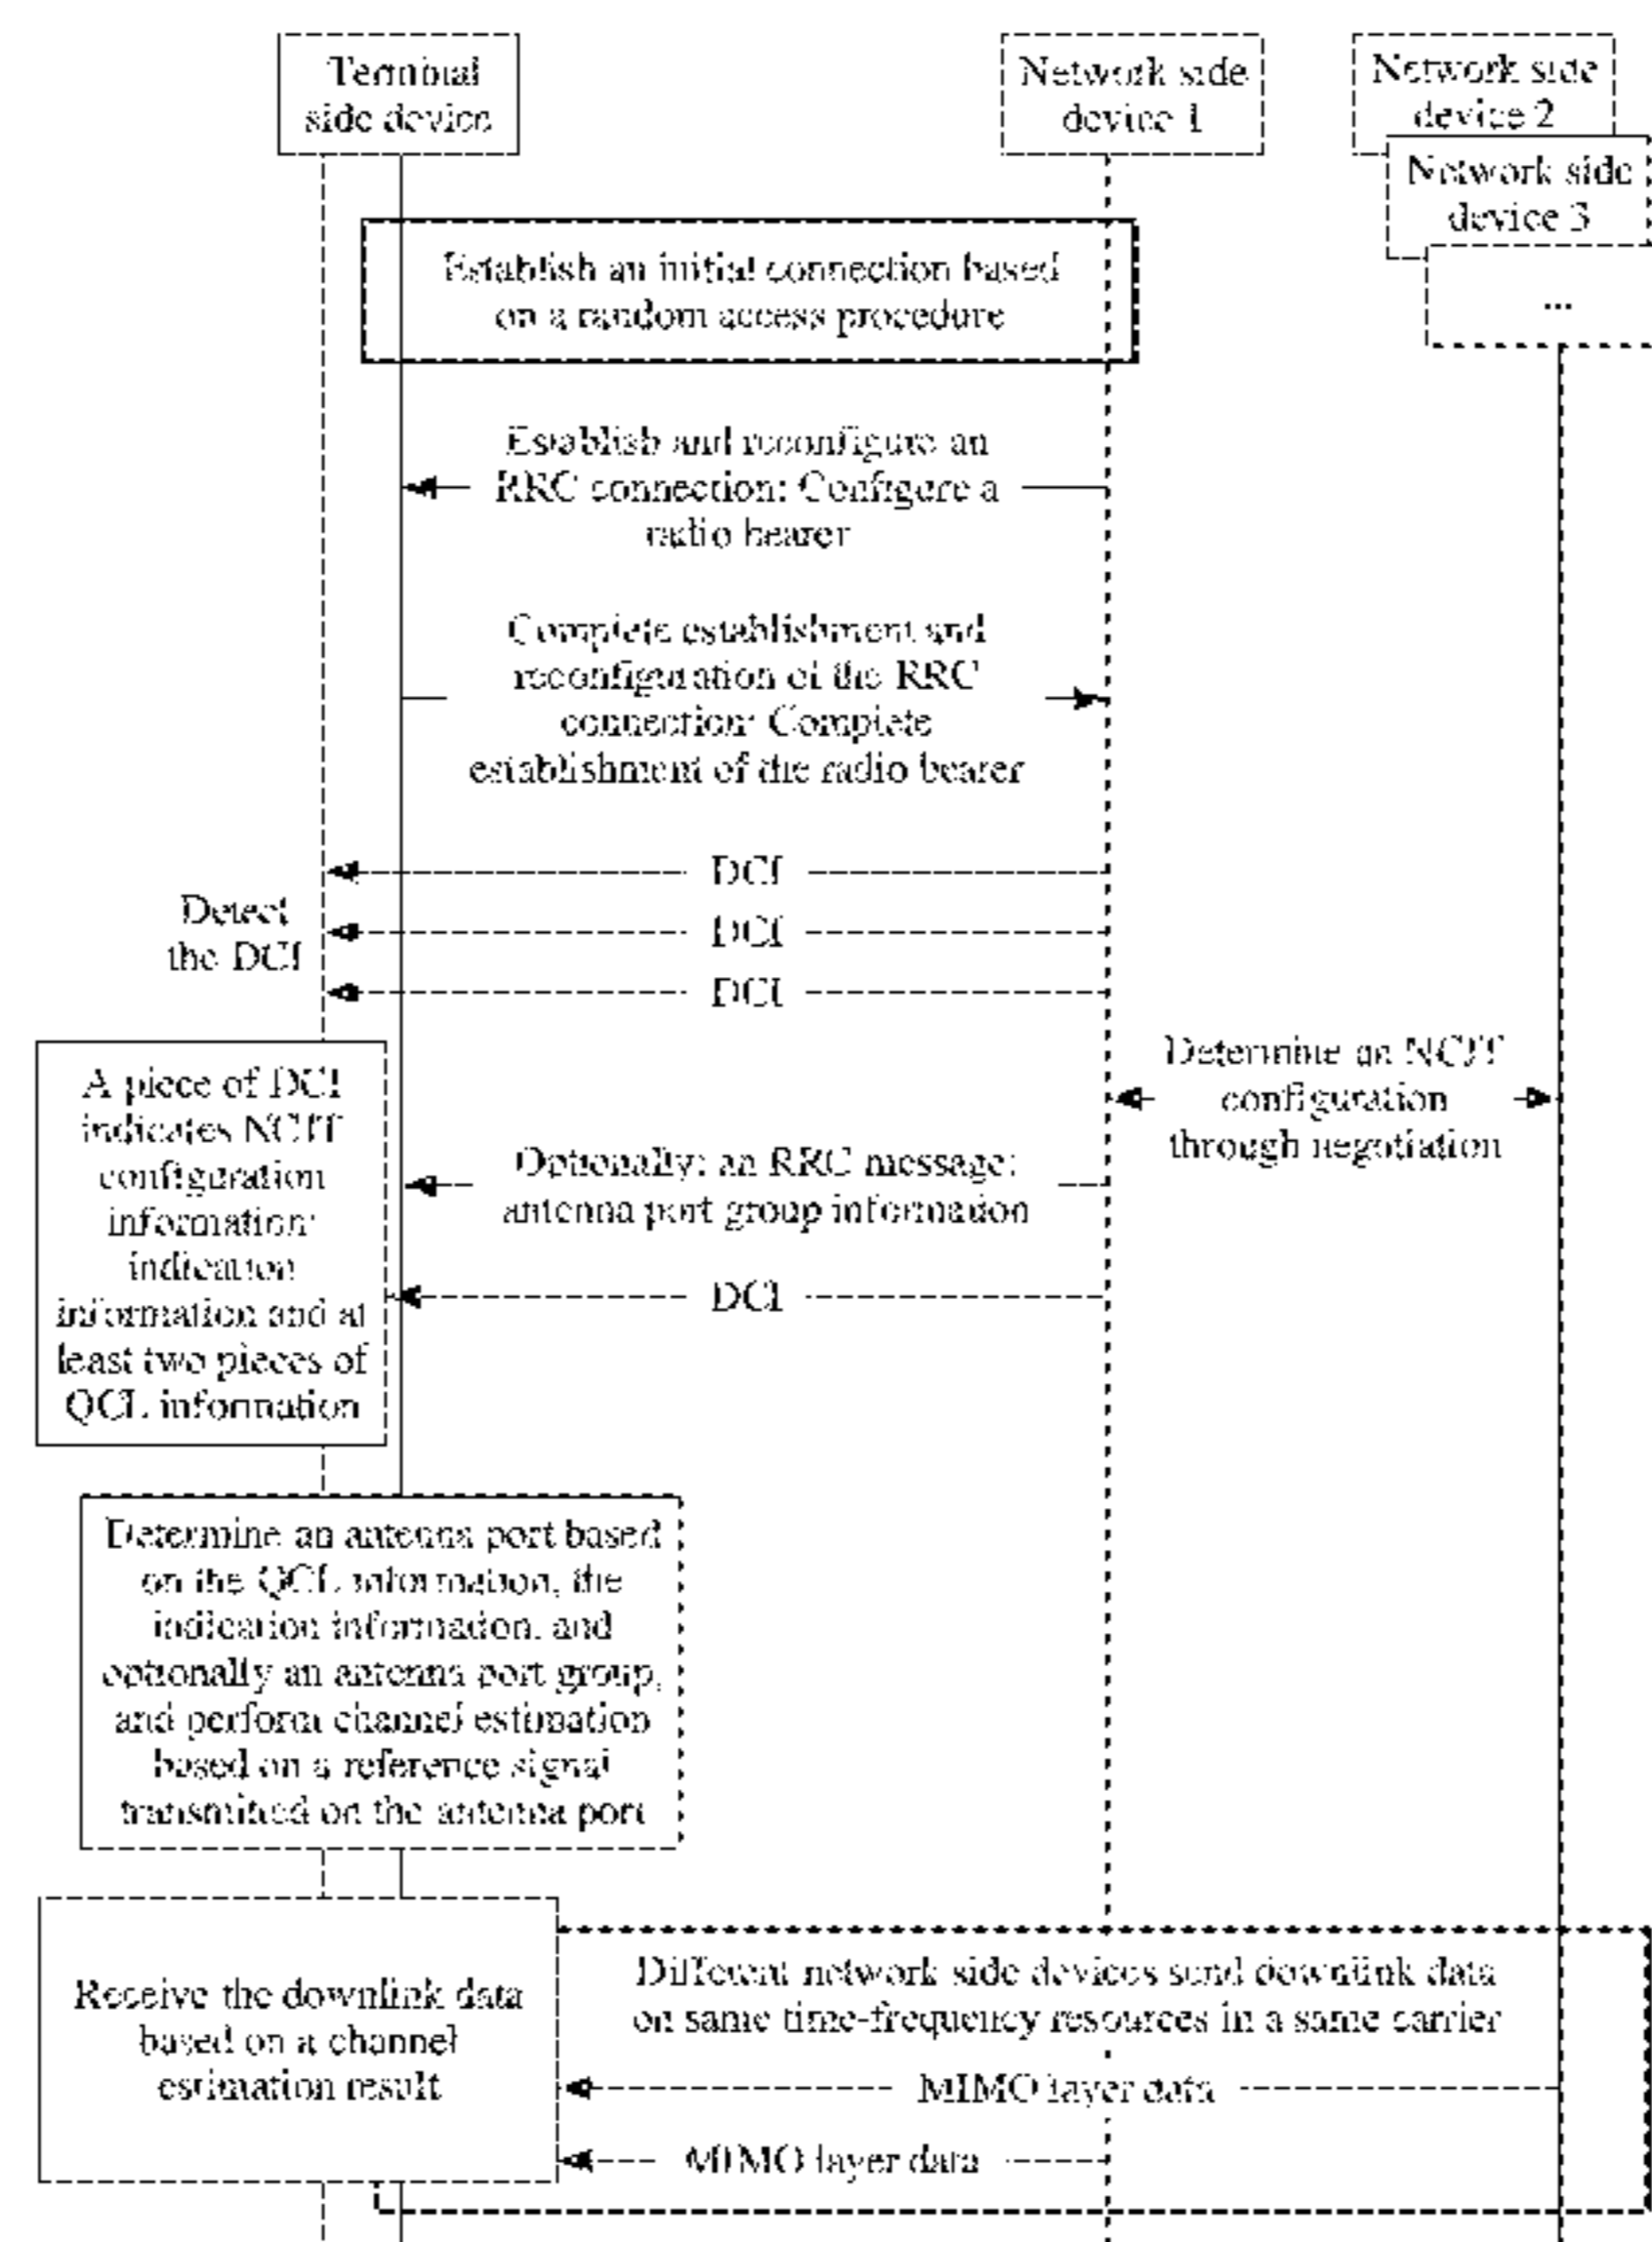 Terminal
side device
Network side
device 1
Network side
device 2
Network side
device 3
...
Establish an initial connection based
on a random access procedure
Establish and reconfigure an
RRC connection: Configure a
radio bearer
Complete establishment and
reconfiguration of the RRC
connection: Complete
establishment of the radio bearer
DCI
Detect
the DCI
DCI
DCI
Determine an NCJT
configuration
through negotiation
A piece of DCI
indicates NCJT
configuration
information:
indication
information and at
least two pieces of
QCL information
Optionally: an RRC message:
antenna port group information
DCI
Determine an antenna port based
on the QCL information, the
indication information, and
optionally an antenna port group,
and perform channel estimation
based on a reference signal
transmitted on the antenna port
Receive the downlink data
based on a channel
estimation result
Different network side devices send downlink data
on same time-frequency resources in a same carrier
MIMO layer data
MIMO layer data